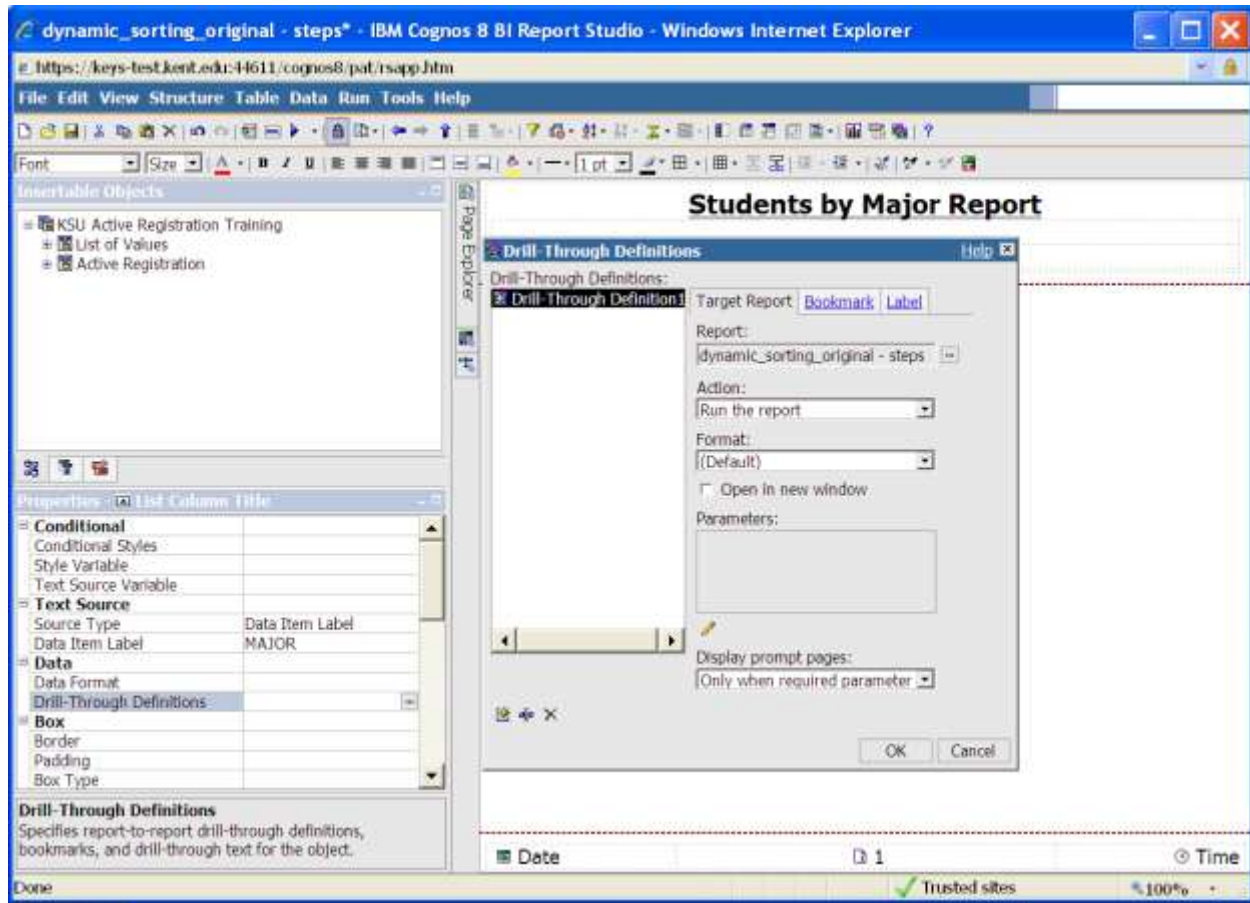 dynamic_sorting_original - steps* - IBM Cognos 8 BI Report Studio - Windows Internet Explorer
https://keys-test.kent.edu:44611/cognos8/pat/rsapp.htm
File Edit View Structure Table Data Run Tools Help
Font Size 1 pt
Insertable Objects
KSU Active Registration Training
List of Values
Active Registration
Page Explorer
Students by Major Report
Drill-Through Definitions Help
Drill-Through Definitions:
Drill-Through Definition1
Target Report Bookmark Label
Report:
dynamic_sorting_original - steps
Action:
Run the report
Format:
(Default)
Open in new window
Parameters:
Display prompt pages:
Only when required parameter
OK Cancel
Properties - List Column Title
Conditional
Conditional Styles
Style Variable
Text Source Variable
Text Source
Source Type Data Item Label
Data Item Label MAJOR
Data
Data Format
Drill-Through Definitions
Box
Border
Padding
Box Type
Drill-Through Definitions
Specifies report-to-report drill-through definitions,
bookmarks, and drill-through text for the object.
Date 1 Time
Done Trusted sites 100%